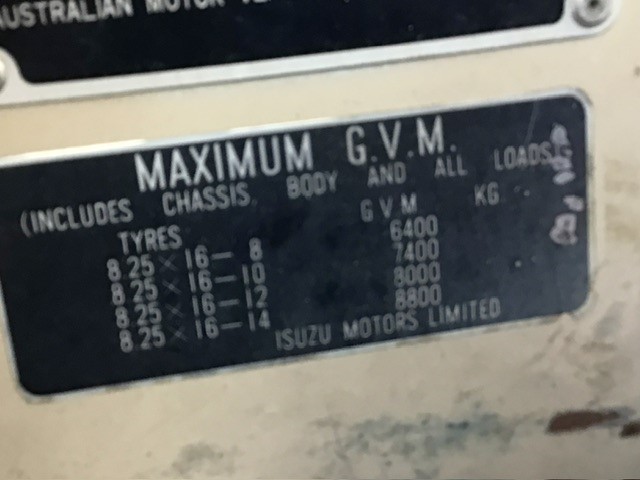 AUSTRALIAN MOTOR
MAXIMUM G.V.M.
(INCLUDES CHASSIS, BODY AND ALL LOADS)
TYRES G V M KG
8.25 × 16 — 8 6400
8.25 × 16 — 10 7400
8.25 × 16 — 12 8000
8.25 × 16 — 14 8800
ISUZU MOTORS LIMITED